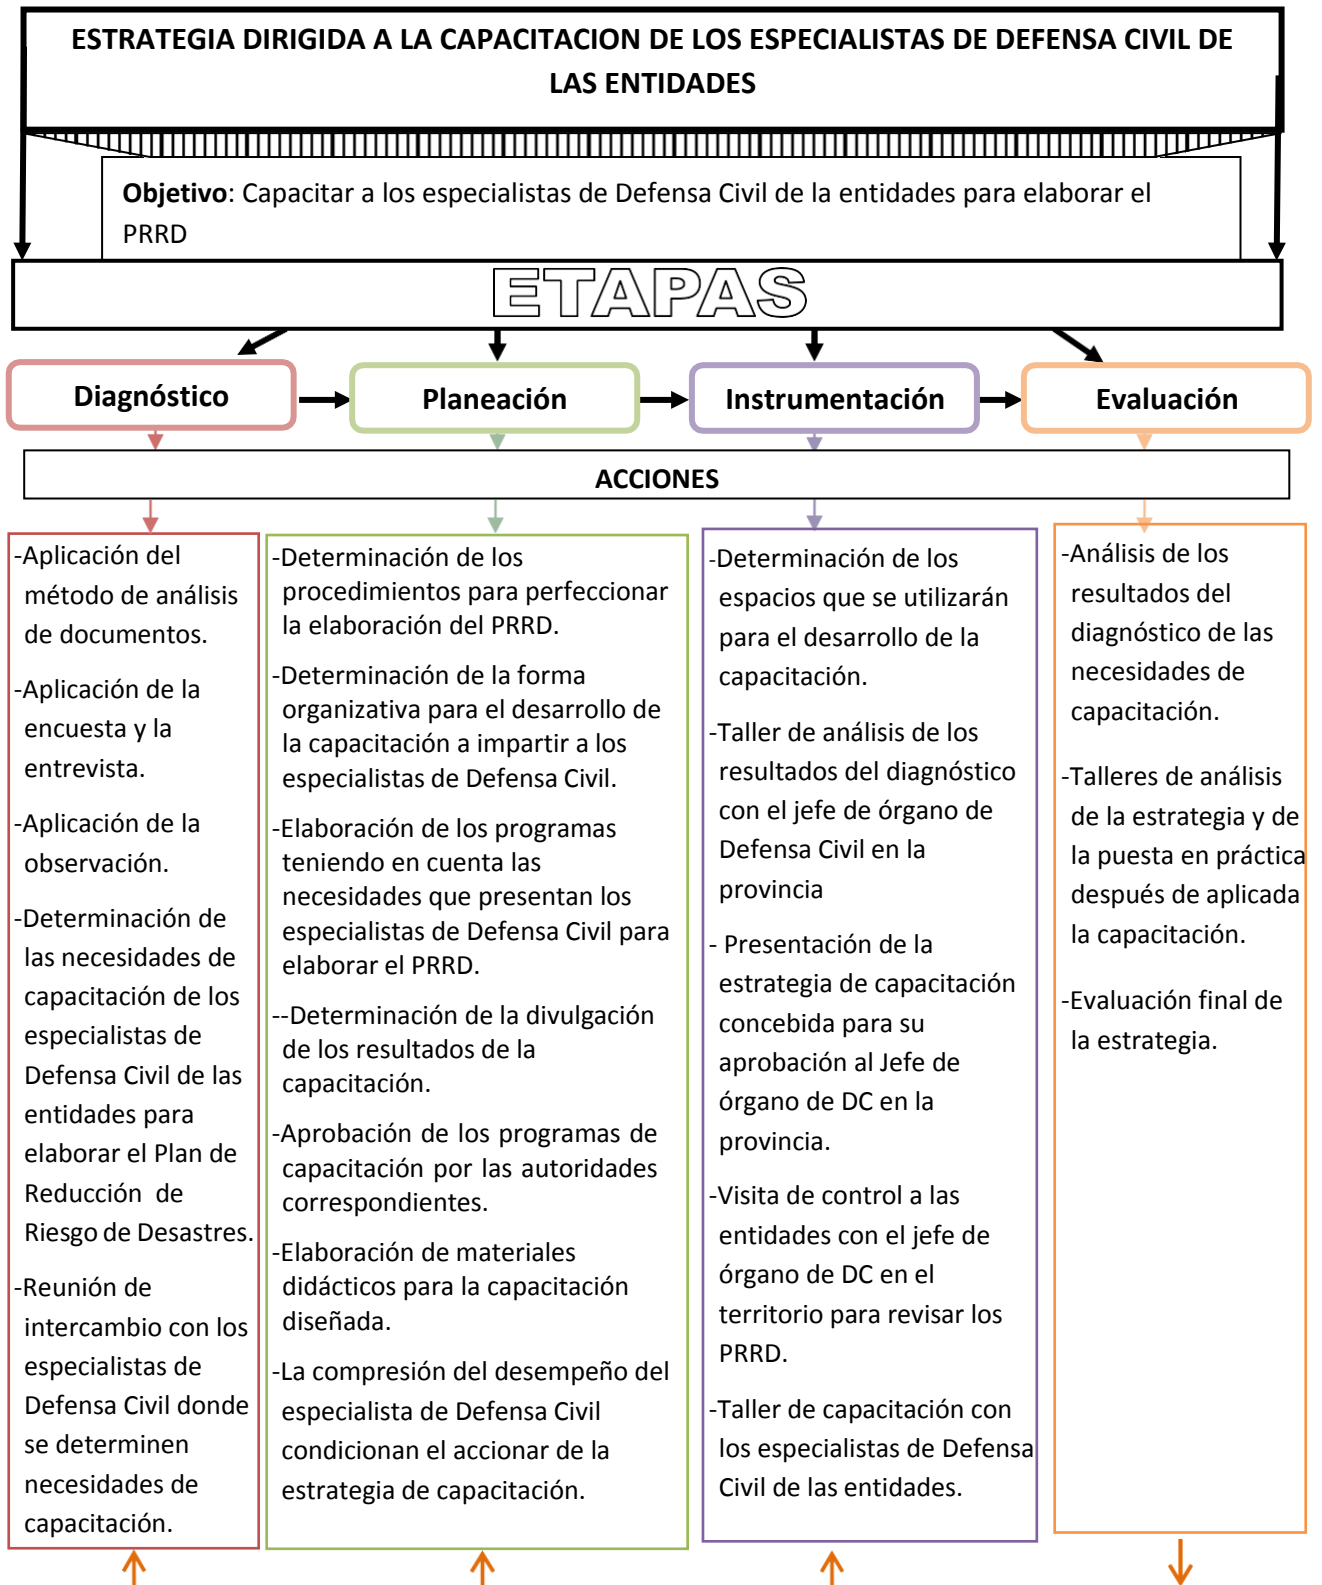 ESTRATEGIA DIRIGIDA A LA CAPACITACION DE LOS ESPECIALISTAS DE DEFENSA CIVIL DE
LAS ENTIDADES
Objetivo: Capacitar a los especialistas de Defensa Civil de la entidades para elaborar el
PRRD
ETAPAS
Diagnóstico
Planeación
Instrumentación
Evaluación
ACCIONES
-Aplicación del
método de análisis
de documentos.
-Aplicación de la
encuesta y la
entrevista.
-Aplicación de la
observación.
-Determinación de
las necesidades de
capacitación de los
especialistas de
Defensa Civil de las
entidades para
elaborar el Plan de
Reducción de
Riesgo de Desastres.
-Reunión de
intercambio con los
especialistas de
Defensa Civil donde
se determinen
necesidades de
capacitación.
-Determinación de los
procedimientos para perfeccionar
la elaboración del PRRD.
-Determinación de la forma
organizativa para el desarrollo de
la capacitación a impartir a los
especialistas de Defensa Civil.
-Elaboración de los programas
teniendo en cuenta las
necesidades que presentan los
especialistas de Defensa Civil para
elaborar el PRRD.
--Determinación de la divulgación
de los resultados de la
capacitación.
-Aprobación de los programas de
capacitación por las autoridades
correspondientes.
-Elaboración de materiales
didácticos para la capacitación
diseñada.
-La compresión del desempeño del
especialista de Defensa Civil
condicionan el accionar de la
estrategia de capacitación.
-Determinación de los
espacios que se utilizarán
para el desarrollo de la
capacitación.
-Taller de análisis de los
resultados del diagnóstico
con el jefe de órgano de
Defensa Civil en la
provincia
- Presentación de la
estrategia de capacitación
concebida para su
aprobación al Jefe de
órgano de DC en la
provincia.
-Visita de control a las
entidades con el jefe de
órgano de DC en el
territorio para revisar los
PRRD.
-Taller de capacitación con
los especialistas de Defensa
Civil de las entidades.
-Análisis de los
resultados del
diagnóstico de las
necesidades de
capacitación.
-Talleres de análisis
de la estrategia y de
la puesta en práctica
después de aplicada
la capacitación.
-Evaluación final de
la estrategia.